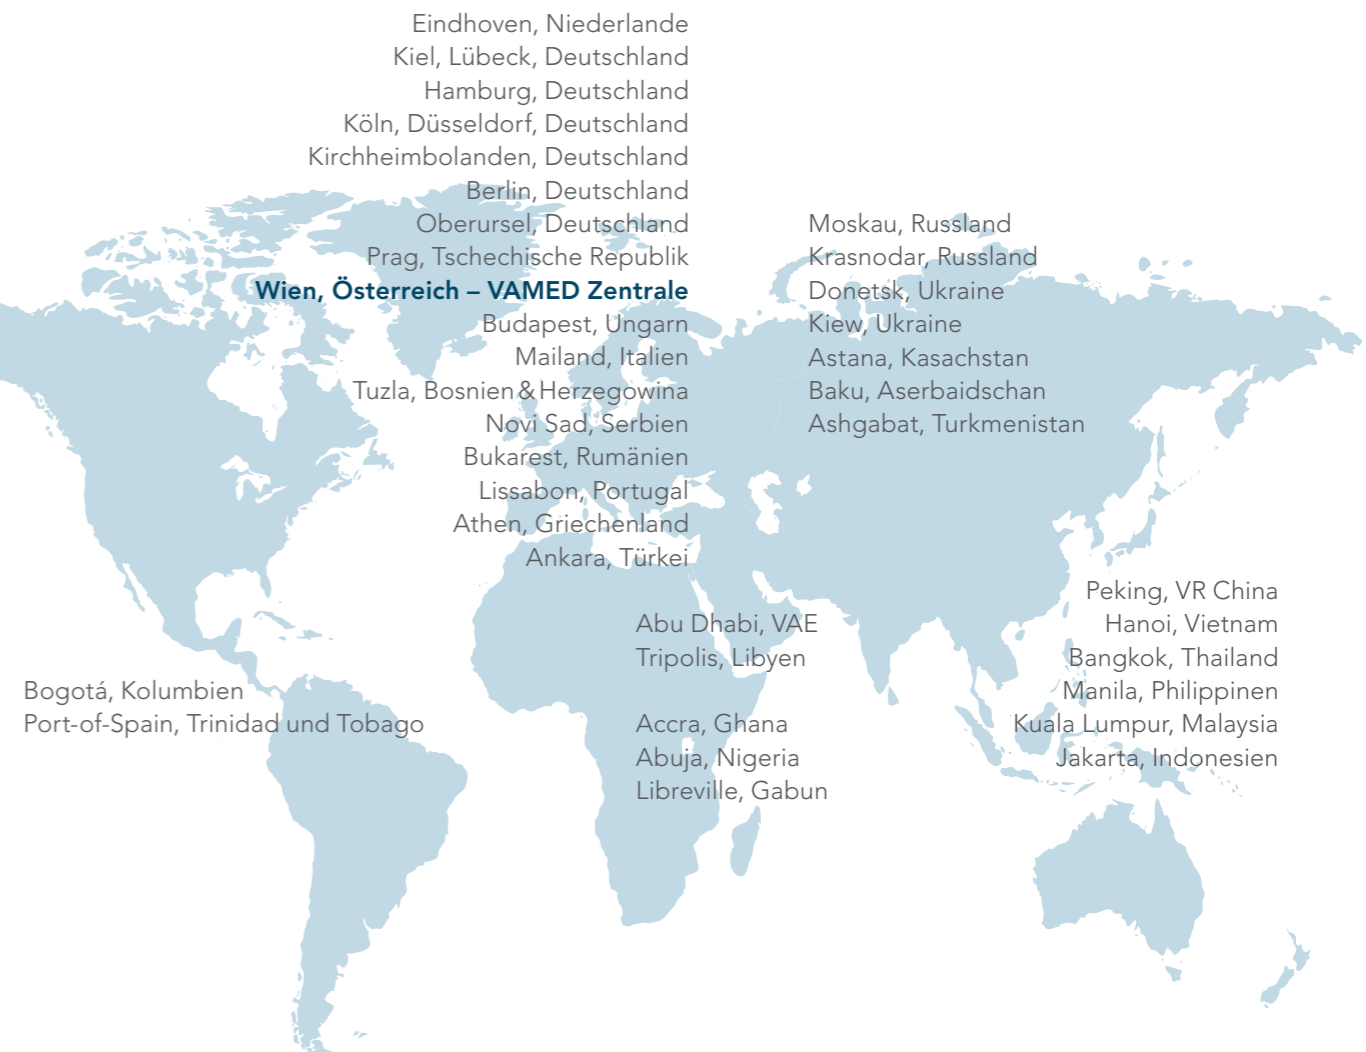 Eindhoven, Niederlande
Kiel, Lübeck, Deutschland
Hamburg, Deutschland
Köln, Düsseldorf, Deutschland
Kirchheimbolanden, Deutschland
Berlin, Deutschland
Oberursel, Deutschland
Prag, Tschechische Republik
Wien, Österreich – VAMED Zentrale
Budapest, Ungarn
Mailand, Italien
Tuzla, Bosnien & Herzegowina
Novi Sad, Serbien
Bukarest, Rumänien
Lissabon, Portugal
Athen, Griechenland
Ankara, Türkei
Moskau, Russland
Krasnodar, Russland
Donetsk, Ukraine
Kiew, Ukraine
Astana, Kasachstan
Baku, Aserbaidschan
Ashgabat, Turkmenistan
Abu Dhabi, VAE
Tripolis, Libyen
Accra, Ghana
Abuja, Nigeria
Libreville, Gabun
Peking, VR China
Hanoi, Vietnam
Bangkok, Thailand
Manila, Philippinen
Kuala Lumpur, Malaysia
Jakarta, Indonesien
Bogotá, Kolumbien
Port-of-Spain, Trinidad und Tobago